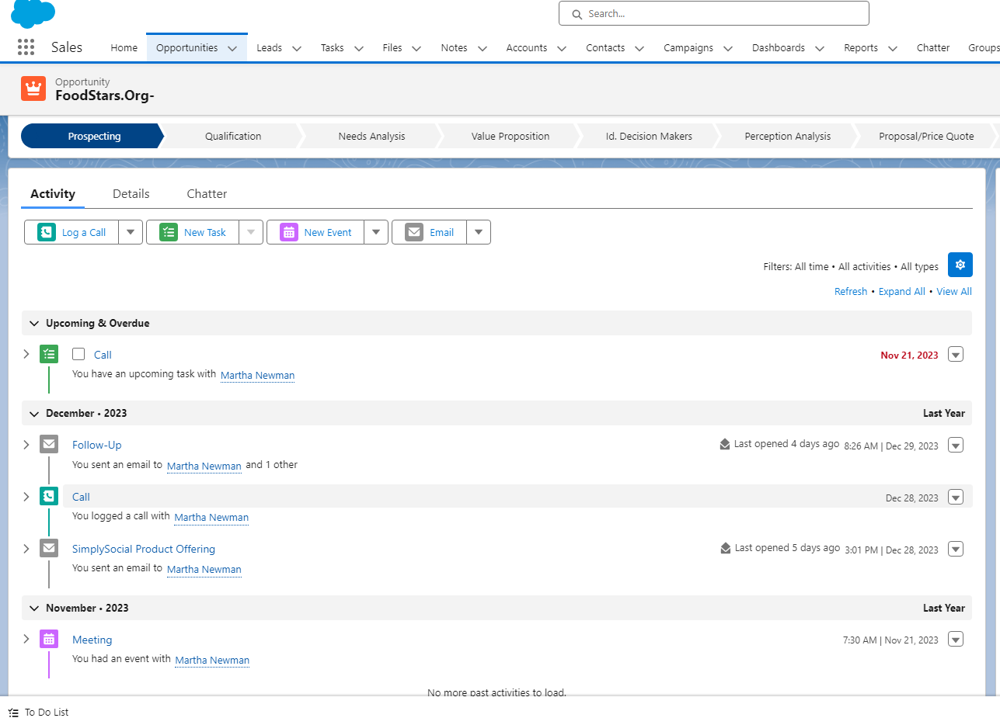 Search...
Sales Home Opportunities Leads Tasks Files Notes Accounts Contacts Campaigns Dashboards Reports Chatter Groups
Opportunity
FoodStars.Org-
Prospecting Qualification Needs Analysis Value Proposition Id. Decision Makers Perception Analysis Proposal/Price Quote
Activity Details Chatter
Log a Call New Task New Event Email
Filters: All time • All activities • All types
Refresh • Expand All • View All
Upcoming & Overdue
Call Nov 21, 2023
You have an upcoming task with Martha Newman
December • 2023 Last Year
Follow-Up Last opened 4 days ago 8:26 AM | Dec 29, 2023
You sent an email to Martha Newman and 1 other
Call Dec 28, 2023
You logged a call with Martha Newman
SimplySocial Product Offering Last opened 5 days ago 3:01 PM | Dec 28, 2023
You sent an email to Martha Newman
November • 2023 Last Year
Meeting 7:30 AM | Nov 21, 2023
You had an event with Martha Newman
No more past activities to load.
To Do List